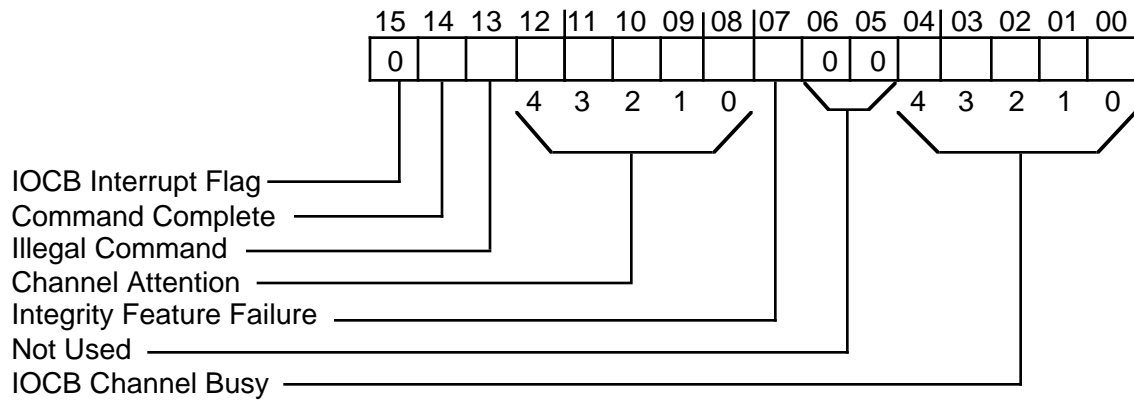 15 14 13 12 11 10 09 08 07 06 05 04 03 02 01 00
0 0 0
4 3 2 1 0 4 3 2 1 0
IOCB Interrupt Flag
Command Complete
Illegal Command
Channel Attention
Integrity Feature Failure
Not Used
IOCB Channel Busy